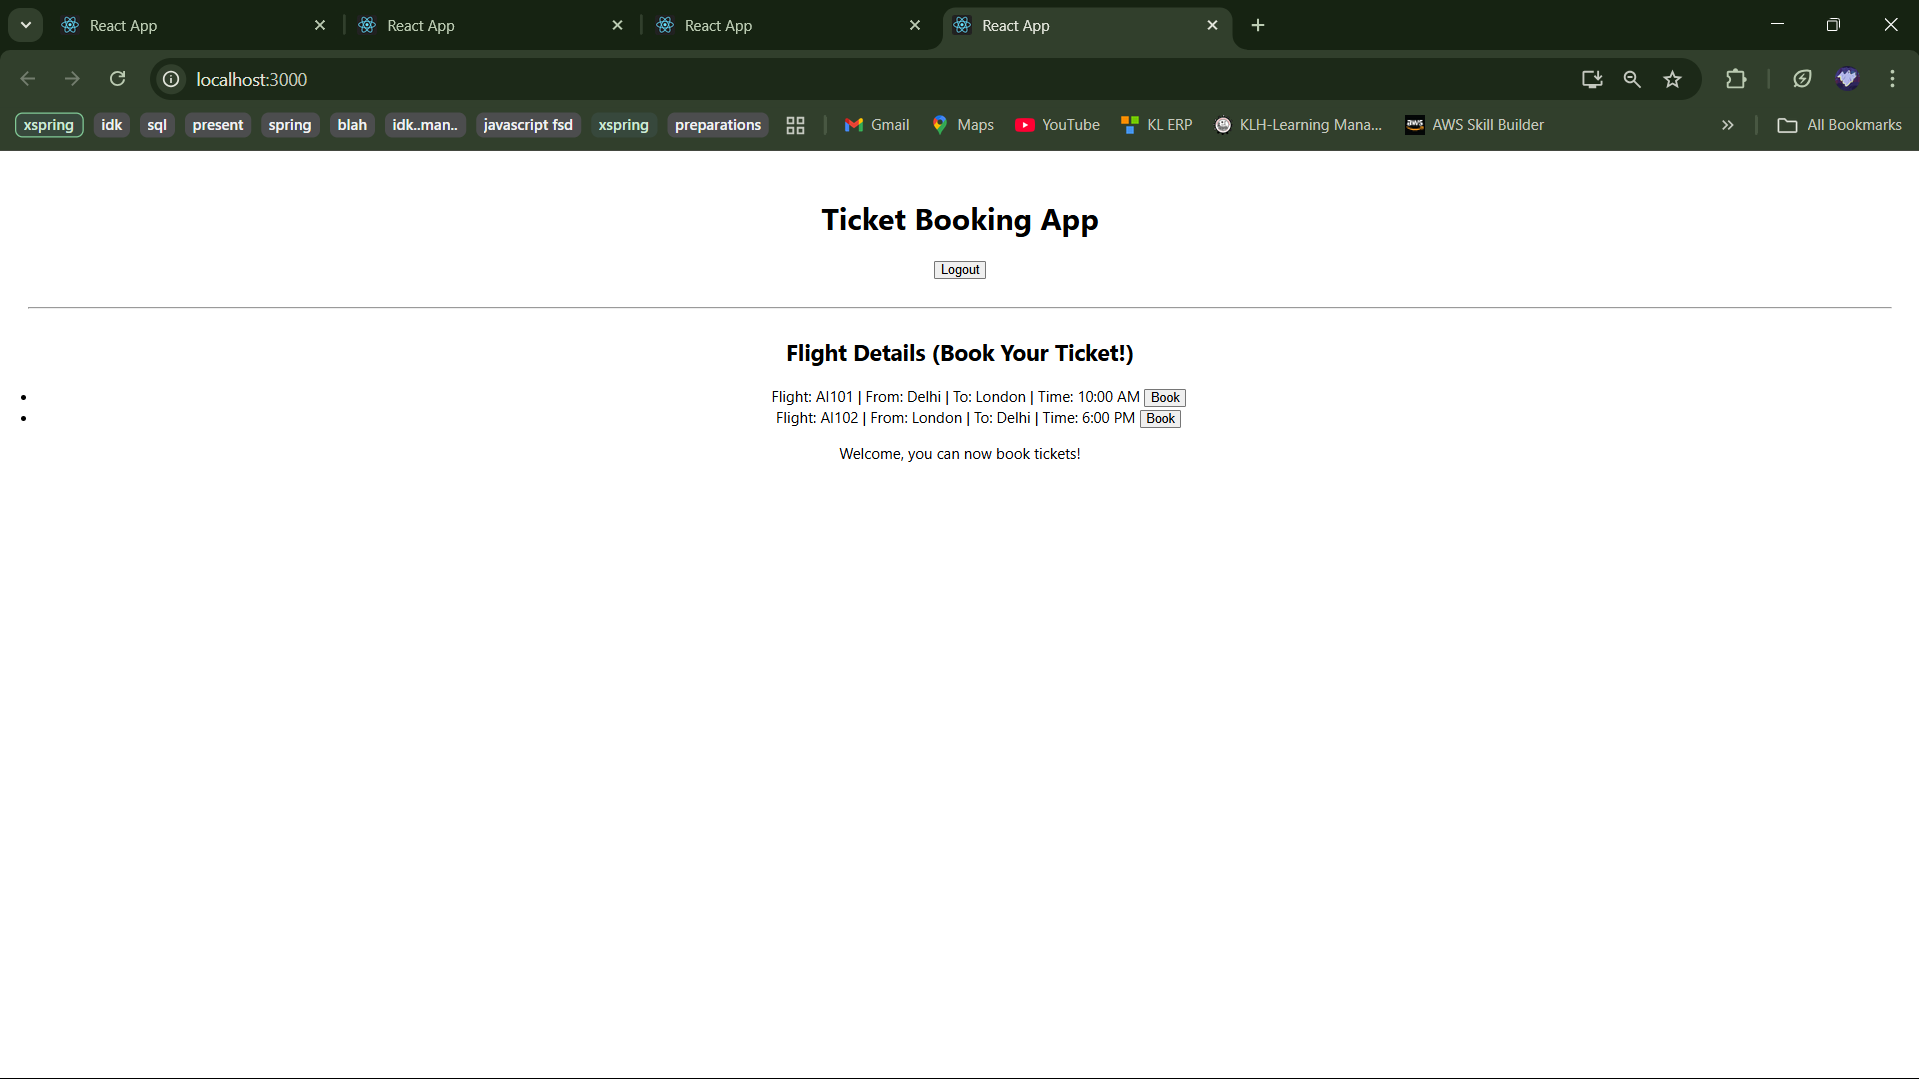 React App
React App
React App
React App
localhost:3000
xspring idk sql present spring blah idk..man.. javascript fsd xspring preparations Gmail Maps YouTube KL ERP KLH-Learning Mana... aws AWS Skill Builder » All Bookmarks
Ticket Booking App
Logout
Flight Details (Book Your Ticket!)
• Flight: AI101 | From: Delhi | To: London | Time: 10:00 AM Book
• Flight: AI102 | From: London | To: Delhi | Time: 6:00 PM Book
Welcome, you can now book tickets!